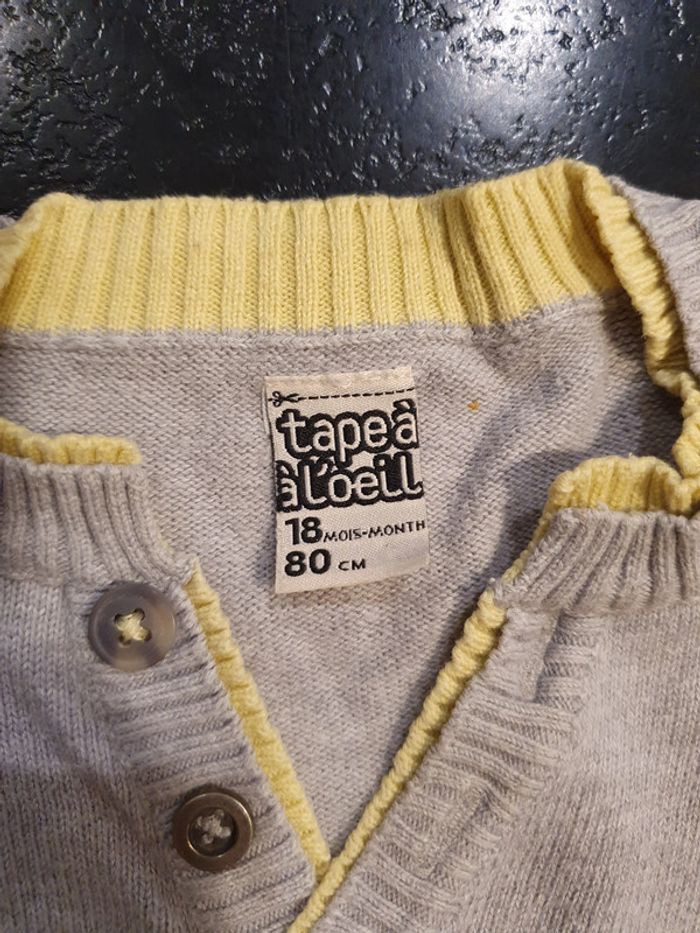 tape à
à l'oeil
18 MOIS-MONTH
80 CM